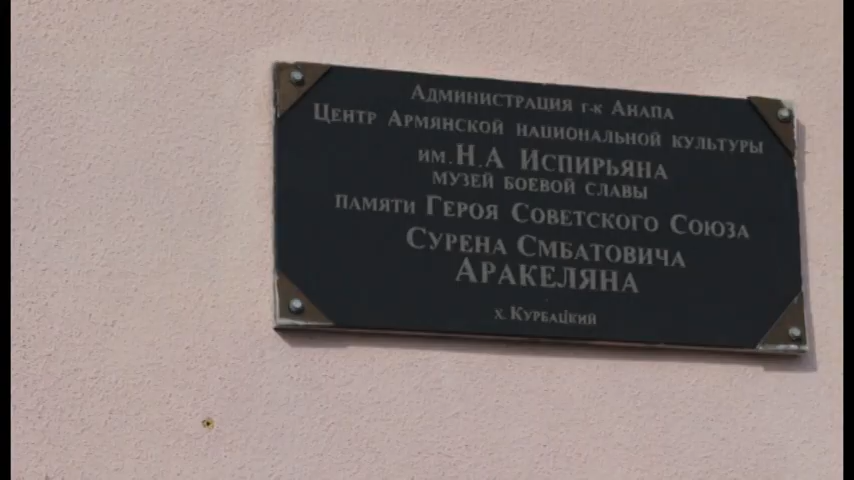 Администрация г-к Анапа
Центр Армянской национальной культуры
им.Н.А Испирьяна
музей боевой славы
памяти Героя Советского Союза
Сурена Смбатовича
Аракеляна
х.Курбацкий